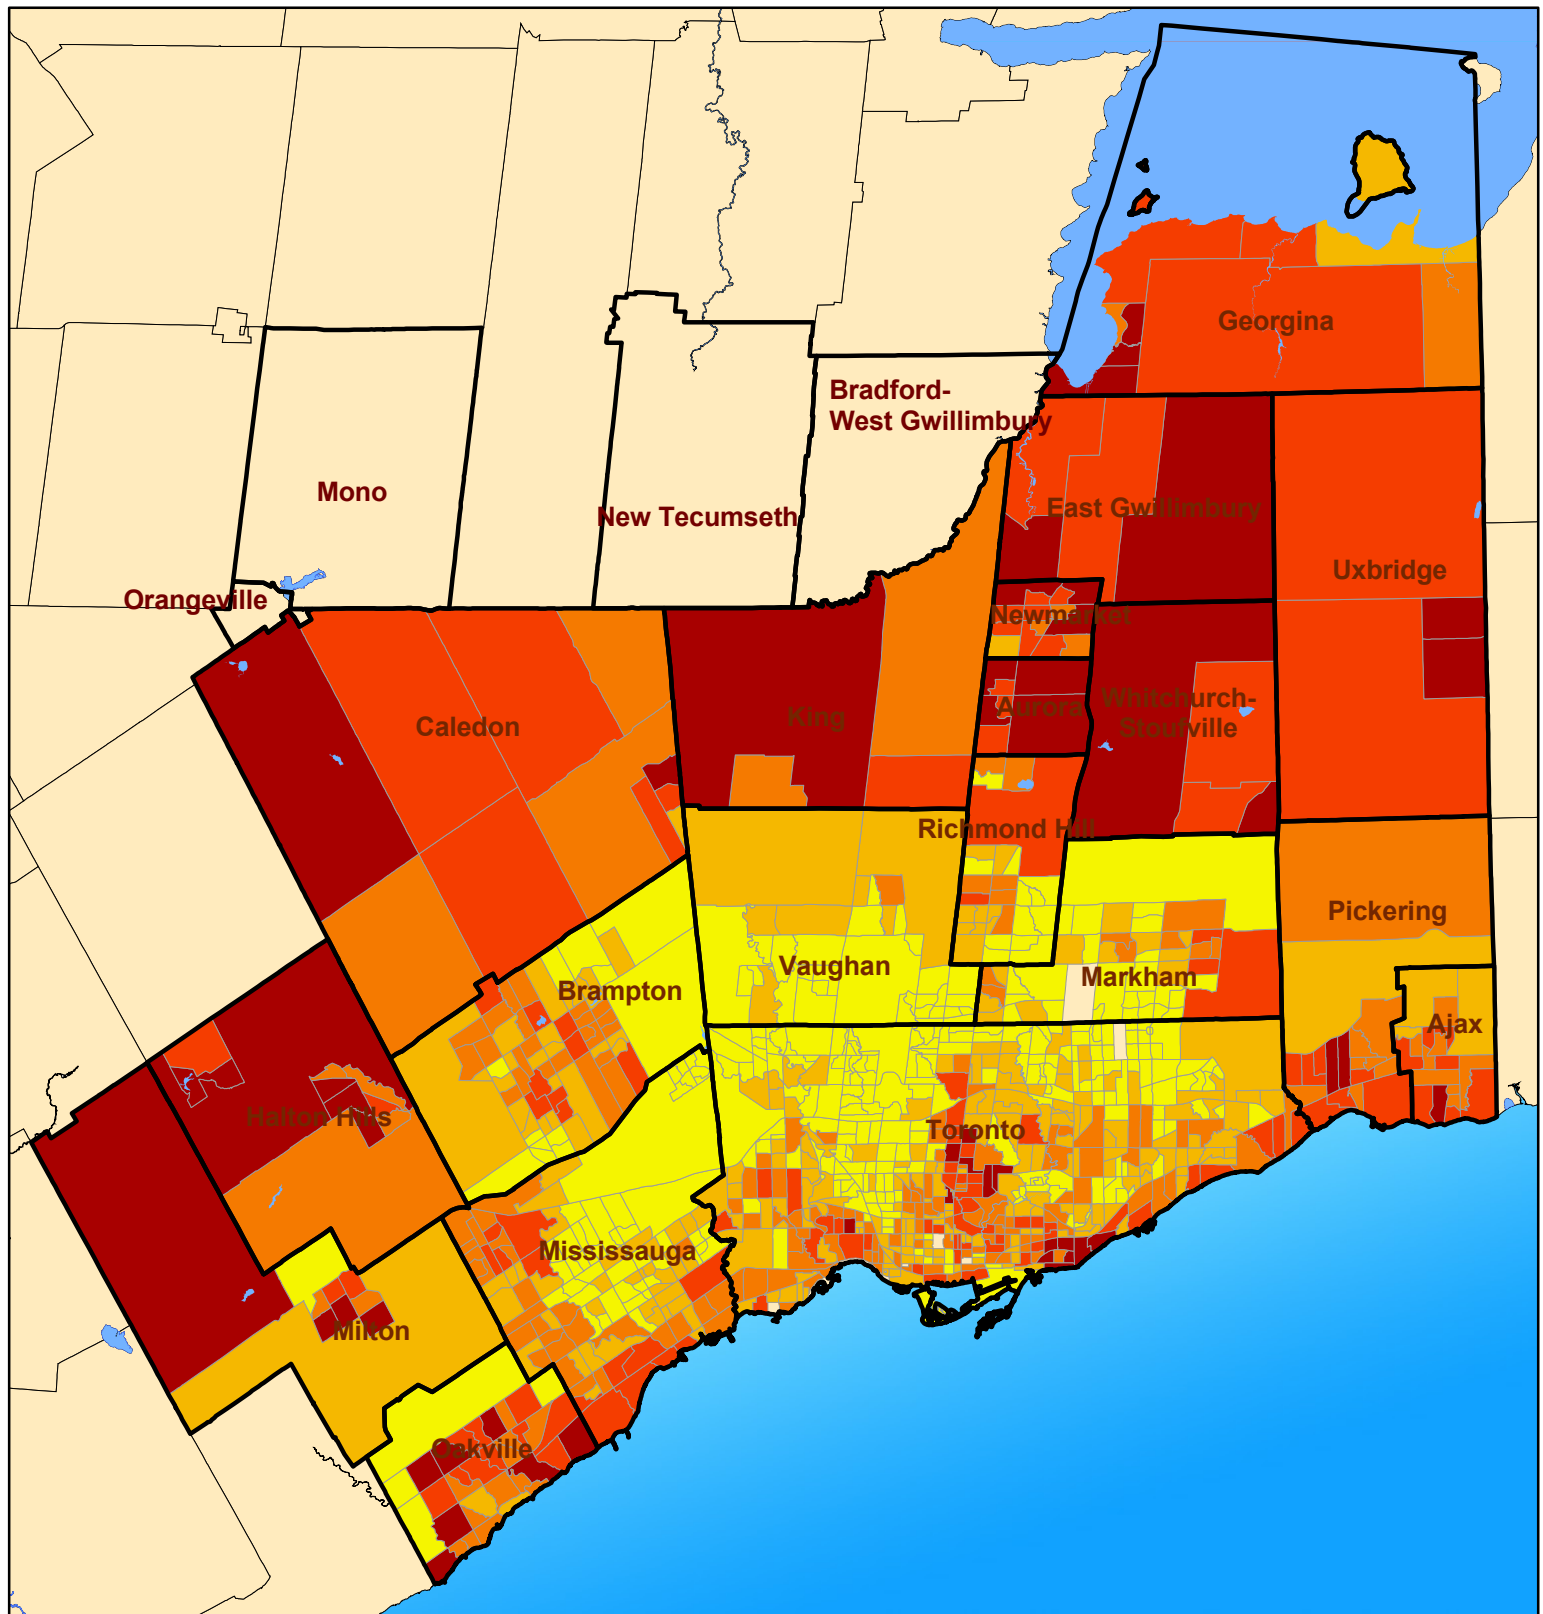 Georgina
Bradford-
West Gwillimbury
Mono
New Tecumseth
East Gwillimbury
Uxbridge
Orangeville
Newmarket
Caledon
King
Aurora
Whitchurch-
Stoufville
Richmond Hill
Pickering
Vaughan
Markham
Brampton
Ajax
Halton Hills
Toronto
Mississauga
Milton
Oakville